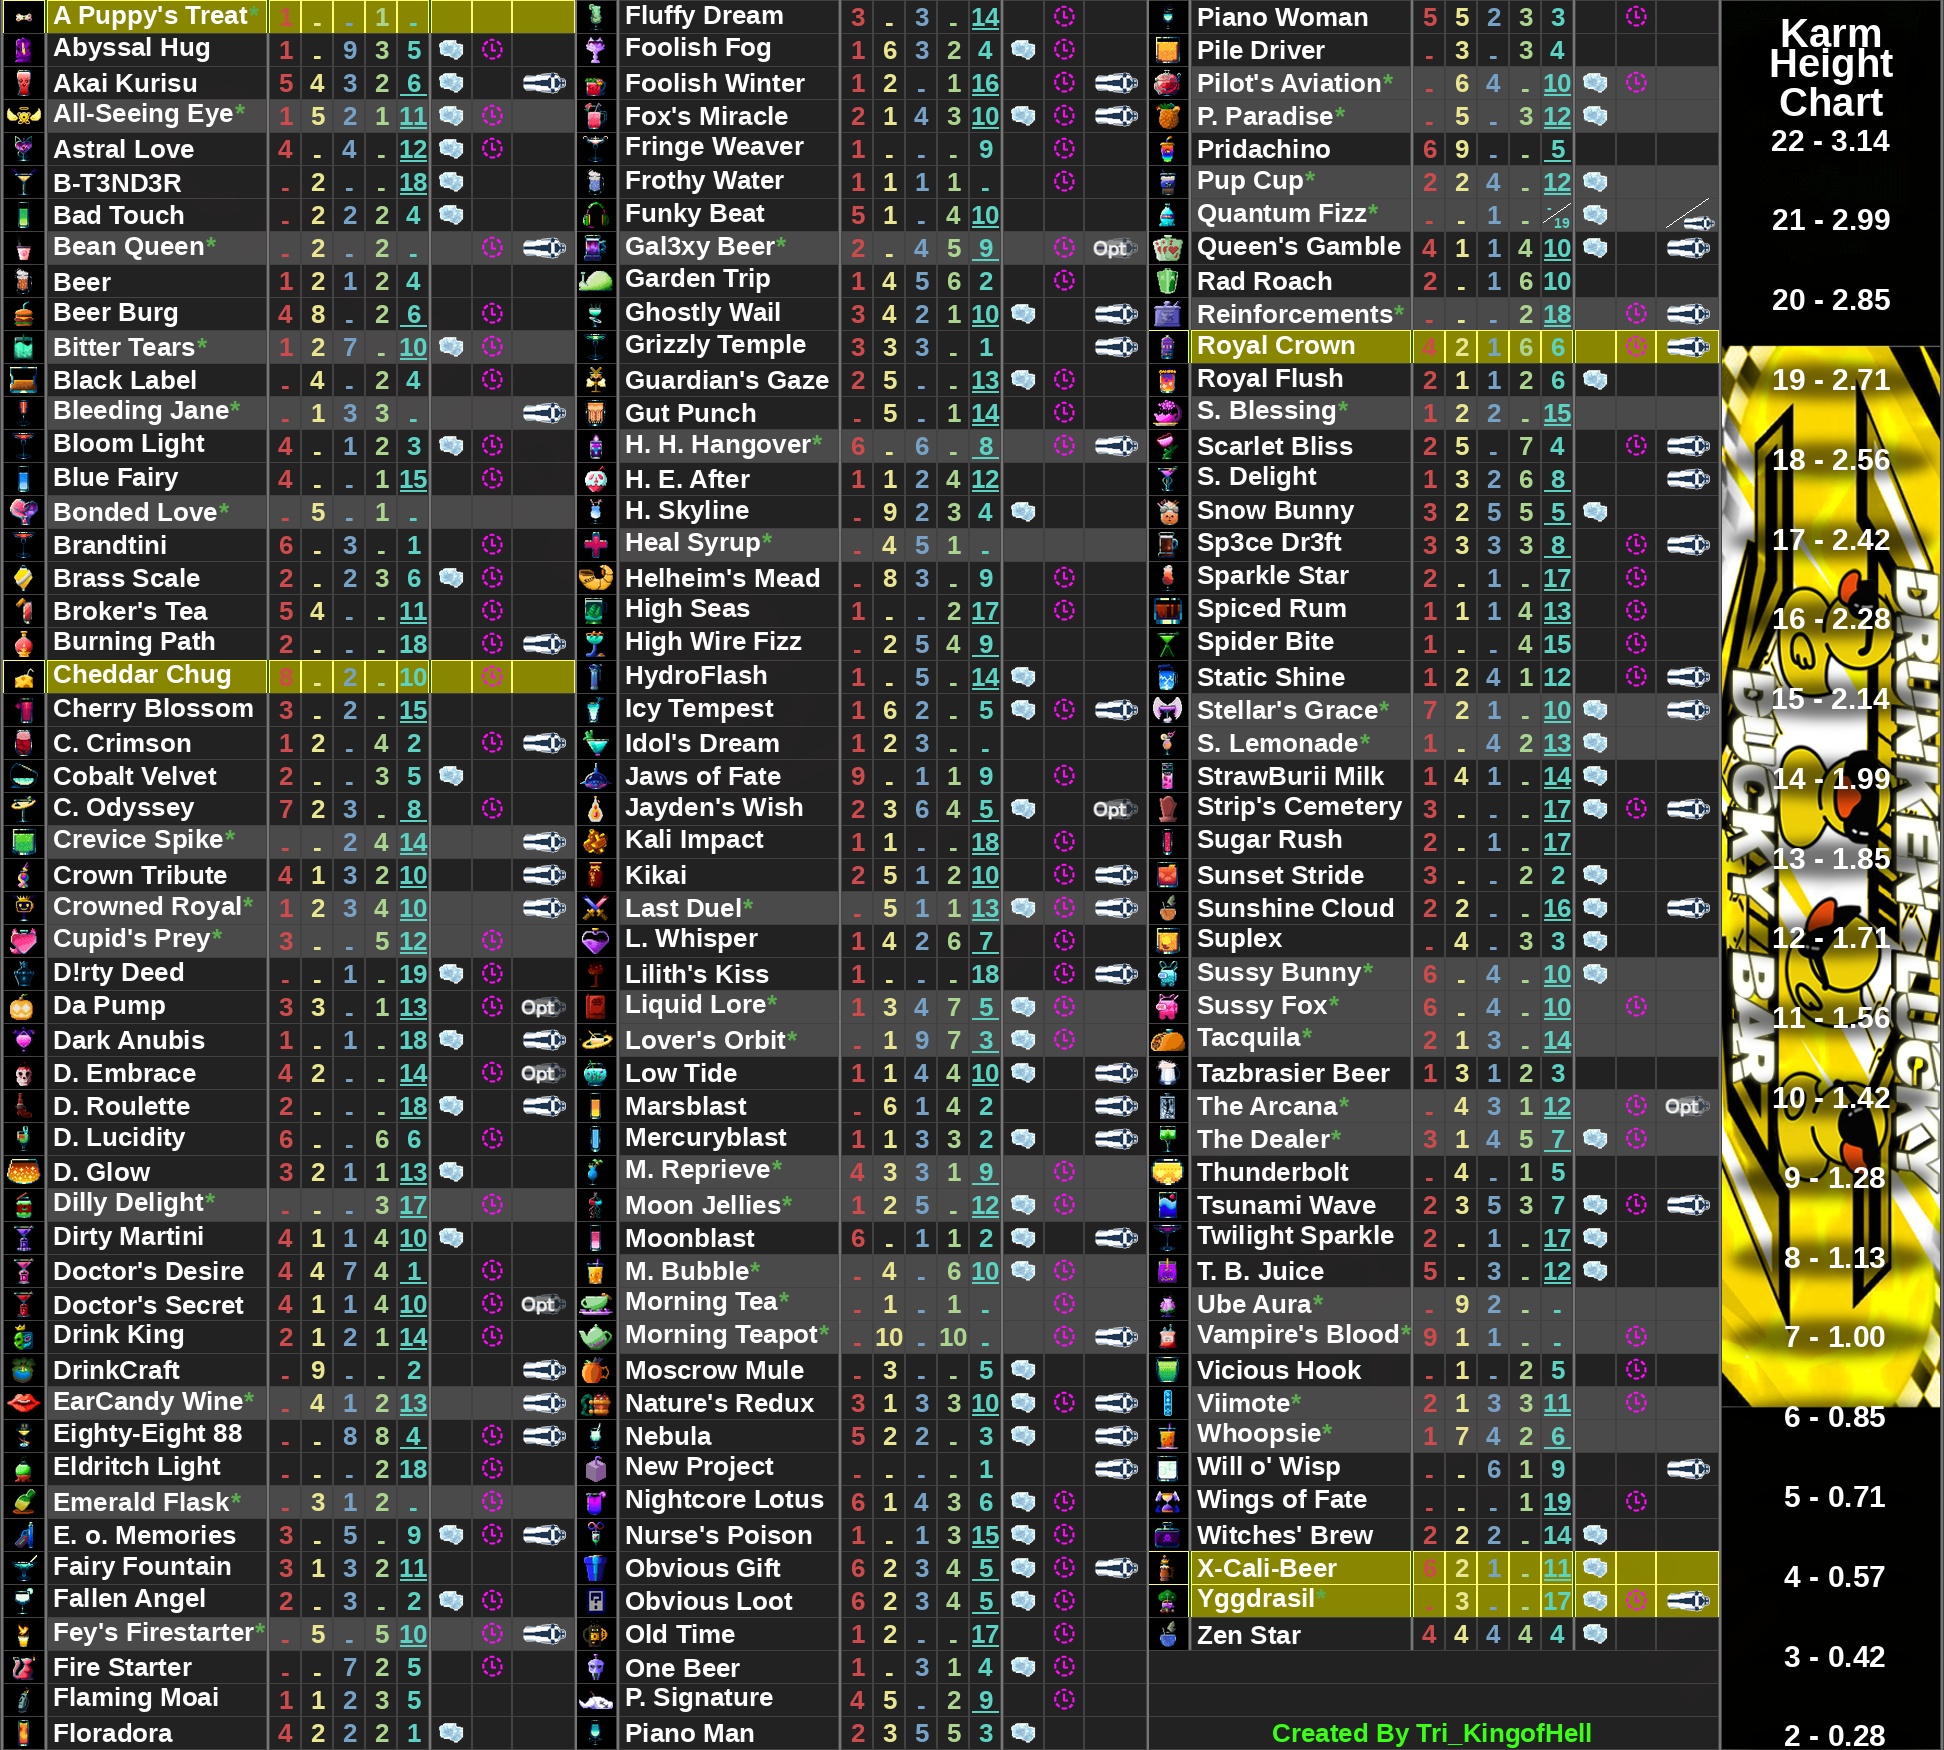 A Puppy's Treat* 1 - - 1 -
Abyssal Hug 1 - 9 3 5
Akai Kurisu 5 4 3 2 6
All-Seeing Eye* 1 5 2 1 11
Astral Love 4 - 4 - 12
B-T3ND3R - 2 - - 18
Bad Touch - 2 2 2 4
Bean Queen* - 2 - 2 -
Beer 1 2 1 2 4
Beer Burg 4 8 - 2 6
Bitter Tears* 1 2 7 - 10
Black Label - 4 - 2 4
Bleeding Jane* - 1 3 3 -
Bloom Light 4 - 1 2 3
Blue Fairy 4 - - 1 15
Bonded Love* - 5 - 1 -
Brandtini 6 - 3 - 1
Brass Scale 2 - 2 3 6
Broker's Tea 5 4 - - 11
Burning Path 2 - - - 18
Cheddar Chug 8 - 2 - 10
Cherry Blossom 3 - 2 - 15
C. Crimson 1 2 - 4 2
Cobalt Velvet 2 - - 3 5
C. Odyssey 7 2 3 - 8
Crevice Spike* - - 2 4 14
Crown Tribute 4 1 3 2 10
Crowned Royal* 1 2 3 4 10
Cupid's Prey* 3 - - 5 12
D!rty Deed - - 1 - 19
Da Pump 3 3 - 1 13 Opt
Dark Anubis 1 - 1 - 18
D. Embrace 4 2 - - 14 Opt
D. Roulette 2 - - - 18
D. Lucidity 6 - - 6 6
D. Glow 3 2 1 1 13
Dilly Delight* - - - 3 17
Dirty Martini 4 1 1 4 10
Doctor's Desire 4 4 7 4 1
Doctor's Secret 4 1 1 4 10 Opt
Drink King 2 1 2 1 14
DrinkCraft - 9 - - 2
EarCandy Wine* - 4 1 2 13
Eighty-Eight 88 - - 8 8 4
Eldritch Light - - - 2 18
Emerald Flask* - 3 1 2 -
E. o. Memories 3 - 5 - 9
Fairy Fountain 3 1 3 2 11
Fallen Angel 2 - 3 - 2
Fey's Firestarter* - 5 - 5 10
Fire Starter - - 7 2 5
Flaming Moai 1 1 2 3 5
Floradora 4 2 2 2 1
Fluffy Dream 3 - 3 - 14
Foolish Fog 1 6 3 2 4
Foolish Winter 1 2 - 1 16
Fox's Miracle 2 1 4 3 10
Fringe Weaver 1 - - - 9
Frothy Water 1 1 1 1 -
Funky Beat 5 1 - 4 10
Gal3xy Beer* 2 - 4 5 9 Opt
Garden Trip 1 4 5 6 2
Ghostly Wail 3 4 2 1 10
Grizzly Temple 3 3 3 - 1
Guardian's Gaze 2 5 - - 13
Gut Punch - 5 - 1 14
H. H. Hangover* 6 - 6 - 8
H. E. After 1 1 2 4 12
H. Skyline - 9 2 3 4
Heal Syrup* - 4 5 1 -
Helheim's Mead - 8 3 - 9
High Seas 1 - - 2 17
High Wire Fizz - 2 5 4 9
HydroFlash 1 - 5 - 14
Icy Tempest 1 6 2 - 5
Idol's Dream 1 2 3 - -
Jaws of Fate 9 - 1 1 9
Jayden's Wish 2 3 6 4 5 Opt
Kali Impact 1 1 - - 18
Kikai 2 5 1 2 10
Last Duel* - 5 1 1 13
L. Whisper 1 4 2 6 7
Lilith's Kiss 1 - - - 18
Liquid Lore* 1 3 4 7 5
Lover's Orbit* - 1 9 7 3
Low Tide 1 1 4 4 10
Marsblast - 6 1 4 2
Mercuryblast 1 1 3 3 2
M. Reprieve* 4 3 3 1 9
Moon Jellies* 1 2 5 - 12
Moonblast 6 - 1 1 2
M. Bubble* - 4 - 6 10
Morning Tea* - 1 - 1 -
Morning Teapot* - 10 - 10 -
Moscrow Mule - 3 - - 5
Nature's Redux 3 1 3 3 10
Nebula 5 2 2 - 3
New Project - - - - 1
Nightcore Lotus 6 1 4 3 6
Nurse's Poison 1 - 1 3 15
Obvious Gift 6 2 3 4 5
Obvious Loot 6 2 3 4 5
Old Time 1 2 - - 17
One Beer 1 - 3 1 4
P. Signature 4 5 - 2 9
Piano Man 2 3 5 5 3
Piano Woman 5 5 2 3 3
Pile Driver - 3 - 3 4
Pilot's Aviation* - 6 4 - 10
P. Paradise* - 5 - 3 12
Pridachino 6 9 - - 5
Pup Cup* 2 2 4 - 12
Quantum Fizz* - - 1 - -/19
Queen's Gamble 4 1 1 4 10
Rad Roach 2 - 1 6 10
Reinforcements* - - - 2 18
Royal Crown 4 2 1 6 6
Royal Flush 2 1 1 2 6
S. Blessing* 1 2 2 - 15
Scarlet Bliss 2 5 - 7 4
S. Delight 1 3 2 6 8
Snow Bunny 3 2 5 5 5
Sp3ce Dr3ft 3 3 3 3 8
Sparkle Star 2 - 1 - 17
Spiced Rum 1 1 1 4 13
Spider Bite 1 - - 4 15
Static Shine 1 2 4 1 12
Stellar's Grace* 7 2 1 - 10
S. Lemonade* 1 - 4 2 13
StrawBurii Milk 1 4 1 - 14
Strip's Cemetery 3 - - - 17
Sugar Rush 2 - 1 - 17
Sunset Stride 3 - - 2 2
Sunshine Cloud 2 2 - - 16
Suplex - 4 - 3 3
Sussy Bunny* 6 - 4 - 10
Sussy Fox* 6 - 4 - 10
Tacquila* 2 1 3 - 14
Tazbrasier Beer 1 3 1 2 3
The Arcana* - 4 3 1 12 Opt
The Dealer* 3 1 4 5 7
Thunderbolt - 4 - 1 5
Tsunami Wave 2 3 5 3 7
Twilight Sparkle 2 - 1 - 17
T. B. Juice 5 - 3 - 12
Ube Aura* - 9 2 - -
Vampire's Blood* 9 1 1 - -
Vicious Hook - 1 - 2 5
Viimote* 2 1 3 3 11
Whoopsie* 1 7 4 2 6
Will o' Wisp - - 6 1 9
Wings of Fate - - - 1 19
Witches' Brew 2 2 2 - 14
X-Cali-Beer 6 2 1 - 11
Yggdrasil* - 3 - - 17
Zen Star 4 4 4 4 4
Created By Tri_KingofHell
Karm
Height
Chart
22 - 3.14
21 - 2.99
20 - 2.85
19 - 2.71
18 - 2.56
17 - 2.42
16 - 2.28
15 - 2.14
14 - 1.99
13 - 1.85
12 - 1.71
11 - 1.56
10 - 1.42
9 - 1.28
8 - 1.13
7 - 1.00
6 - 0.85
5 - 0.71
4 - 0.57
3 - 0.42
2 - 0.28
DRUNKEN LUCKY
DUCKY BAR